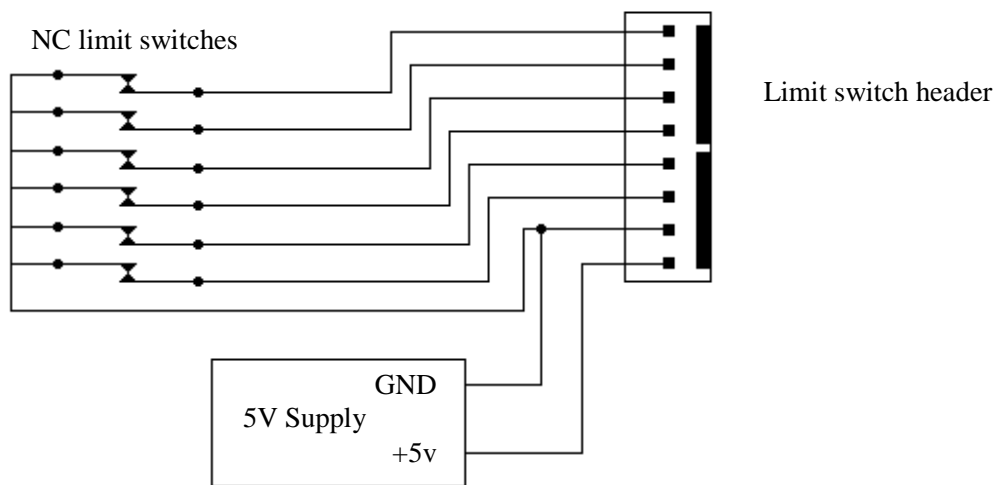 NC limit switches
Limit switch header
GND
5V Supply
+5v